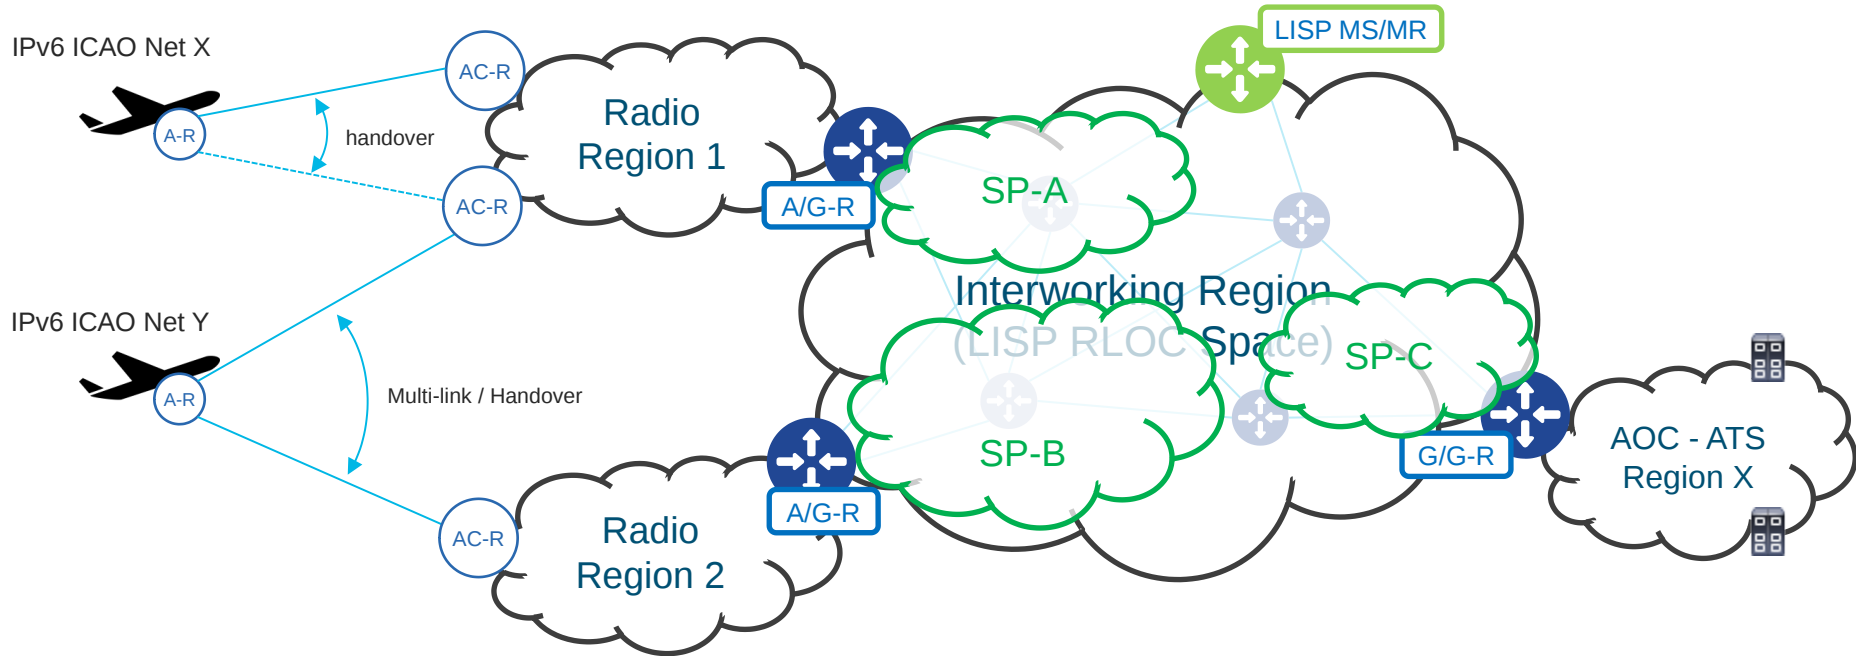 IPv6 ICAO Net X
A-R
AC-R
handover
AC-R
Radio
Region 1
A/G-R
LISP MS/MR
SP-A
Interworking Region
(LISP RLOC Space)
SP-B
SP-C
IPv6 ICAO Net Y
A-R
Multi-link / Handover
AC-R
Radio
Region 2
A/G-R
G/G-R
AOC - ATS
Region X